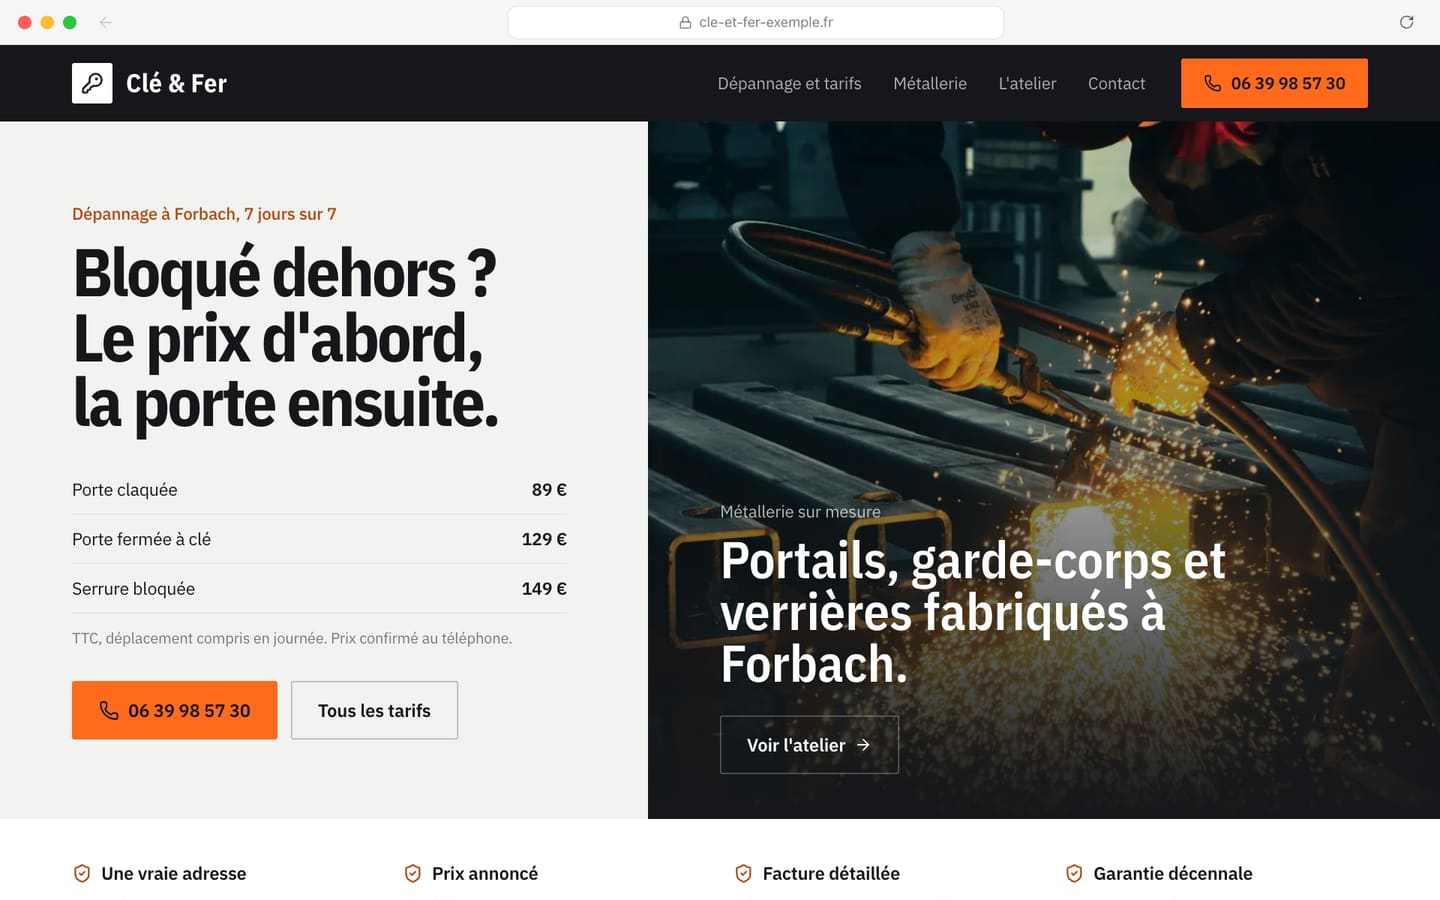 cle-et-fer-exemple.fr
Clé & Fer
Dépannage et tarifs
Métallerie
L'atelier
Contact
06 39 98 57 30
Dépannage à Forbach, 7 jours sur 7
Bloqué dehors ?
Le prix d'abord,
la porte ensuite.
Porte claquée
89 €
Porte fermée à clé
129 €
Serrure bloquée
149 €
TTC, déplacement compris en journée. Prix confirmé au téléphone.
06 39 98 57 30
Tous les tarifs
Métallerie sur mesure
Portails, garde-corps et
verrières fabriqués à
Forbach.
Voir l'atelier
Une vraie adresse
Prix annoncé
Facture détaillée
Garantie décennale